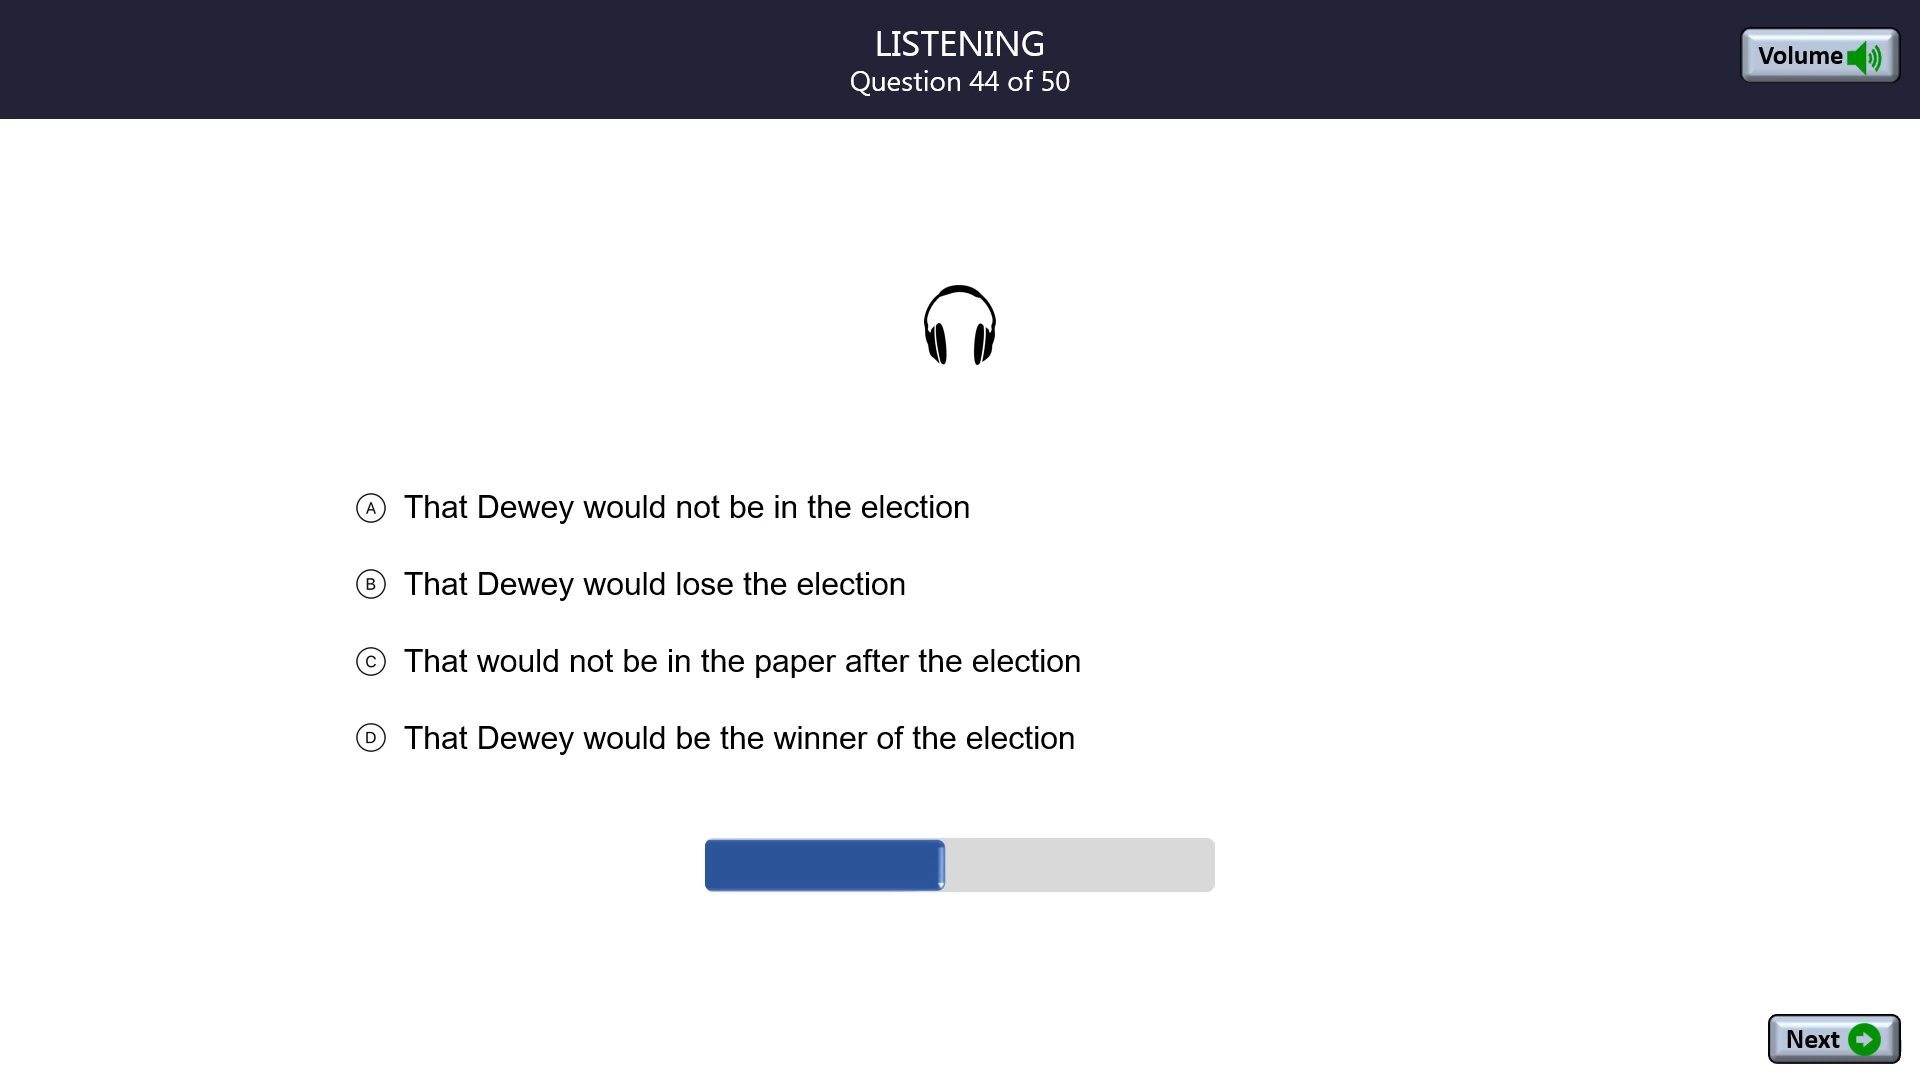 LISTENING
Question 44 of 50
Volume
A That Dewey would not be in the election
B That Dewey would lose the election
C That would not be in the paper after the election
D That Dewey would be the winner of the election
Next